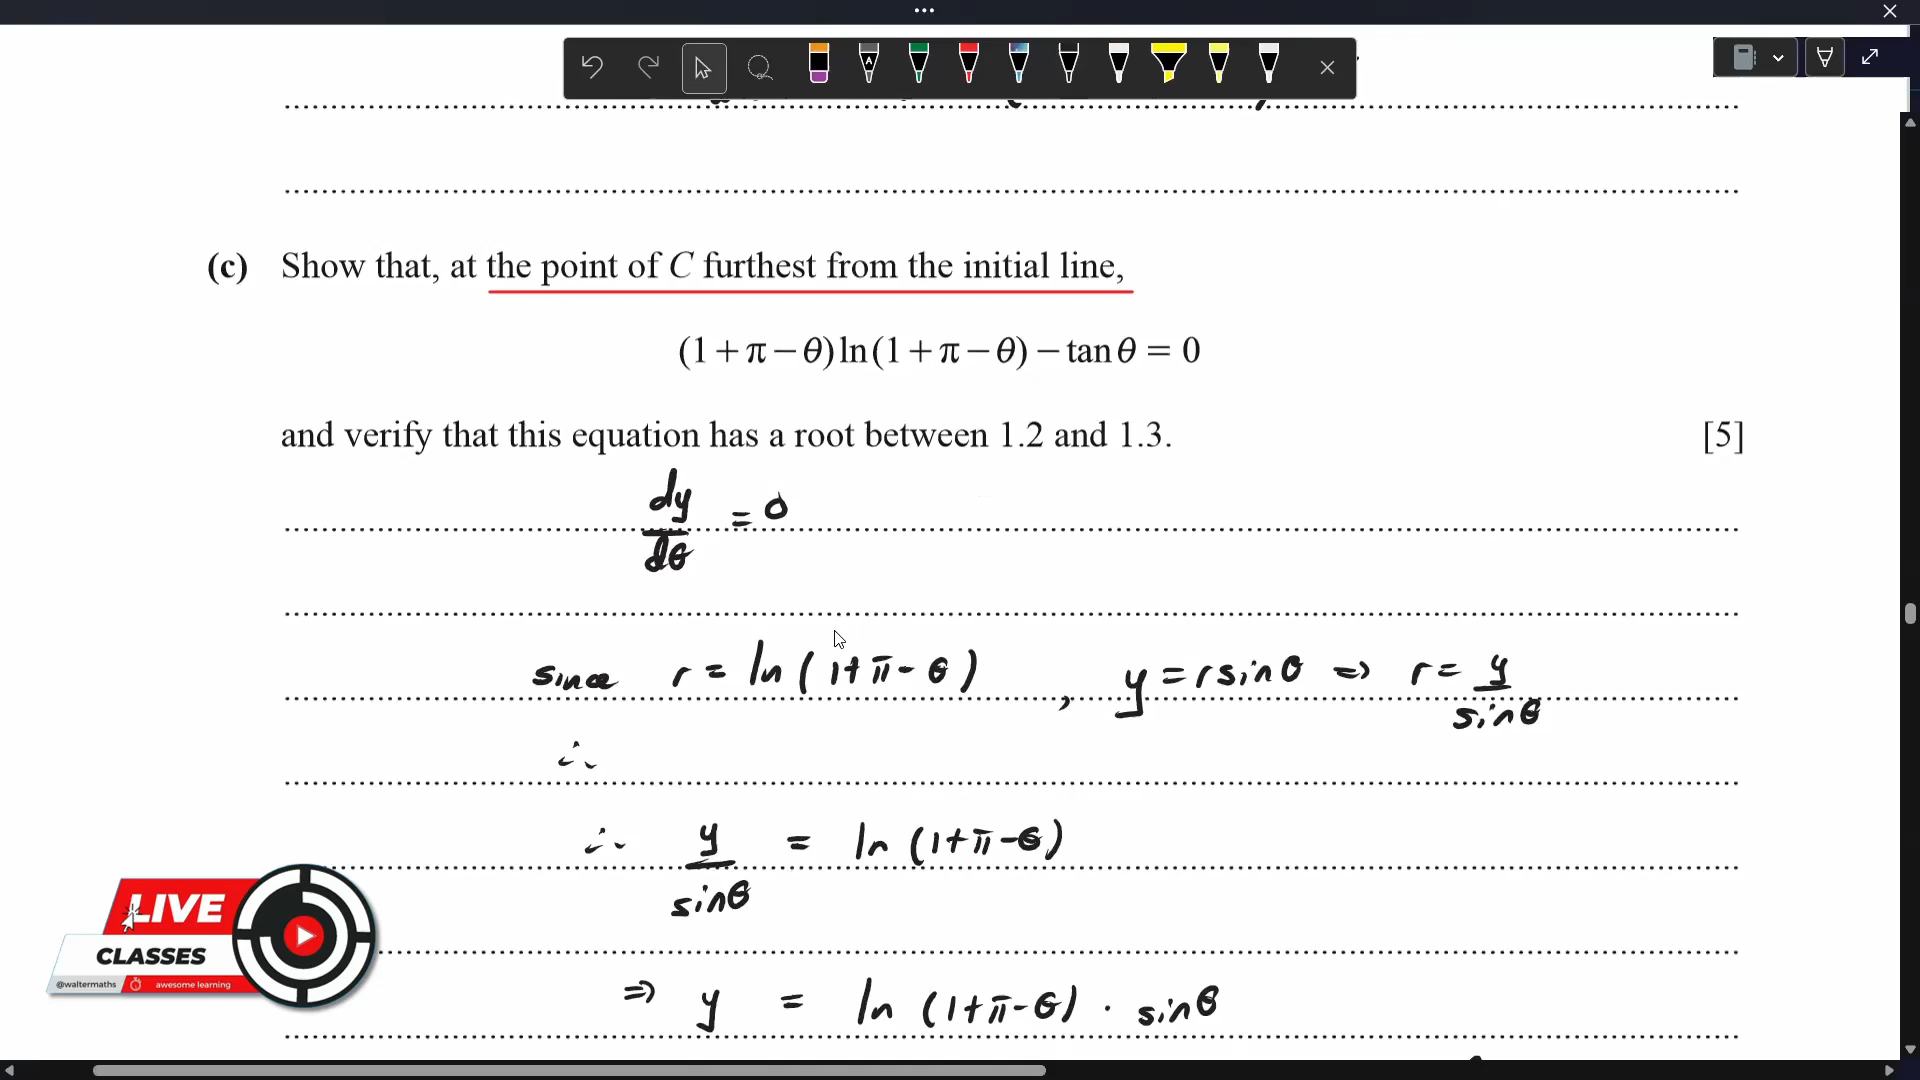 (c) Show that, at the point of C furthest from the initial line,
(1 + π − θ) ln(1 + π − θ) − tan θ = 0
and verify that this equation has a root between 1.2 and 1.3. [5]
dy/dθ = 0
since r = ln(1+π−θ) , y = r sinθ ⇒ r = y/sinθ
∴
∴ y/sinθ = ln(1+π−θ)
⇒ y = ln(1+π−θ) · sinθ
LIVE
CLASSES
@waltermaths awesome learning